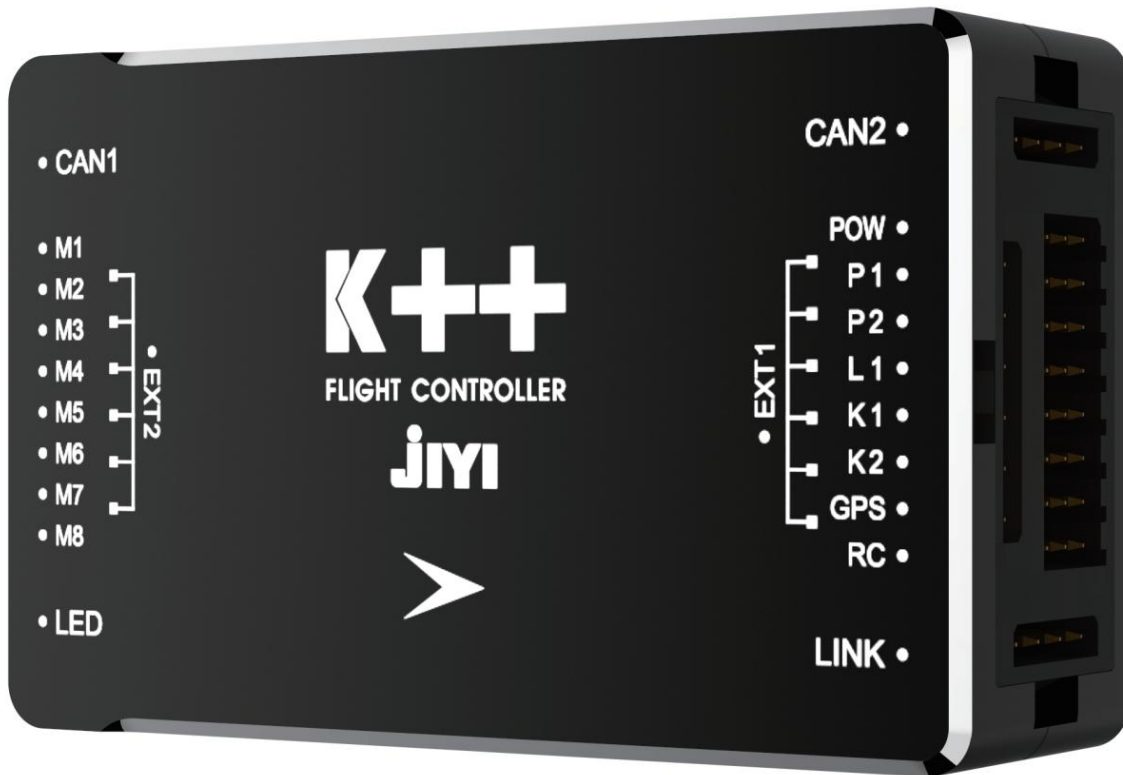 CAN1
M1
M2
M3
M4
M5
M6
M7
M8
EXT2
LED
K++
FLIGHT CONTROLLER
JIYI
CAN2
POW
P1
P2
L1
K1
K2
GPS
RC
EXT1
LINK